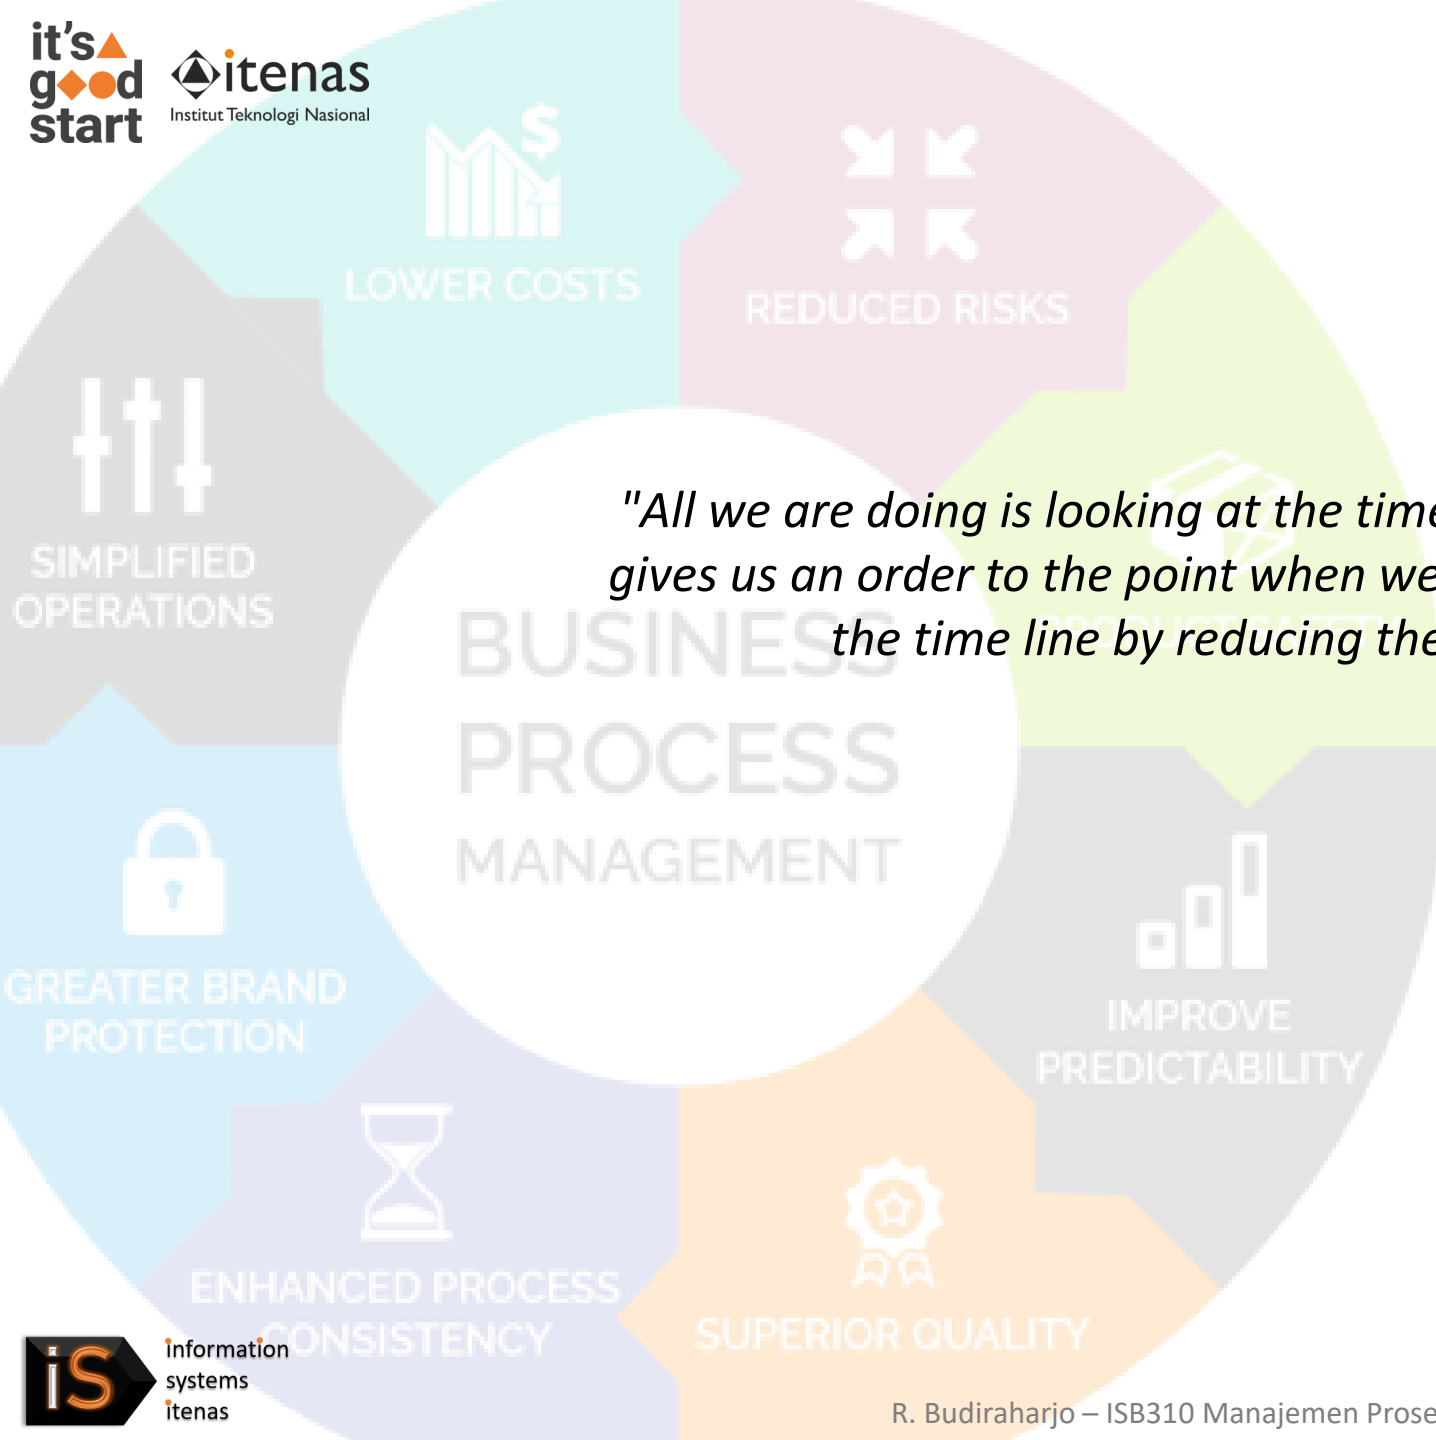 it's
good
start
itenas
Institut Teknologi Nasional
LOWER COSTS
REDUCED RISKS
SIMPLIFIED
OPERATIONS
"All we are doing is looking at the time
gives us an order to the point when we
the time line by reducing the
PRODUCT SAFETY
BUSINESS
PROCESS
MANAGEMENT
GREATER BRAND
PROTECTION
IMPROVE
PREDICTABILITY
ENHANCED PROCESS
CONSISTENCY
SUPERIOR QUALITY
iS
information
systems
itenas
R. Budiraharjo – ISB310 Manajemen Prose